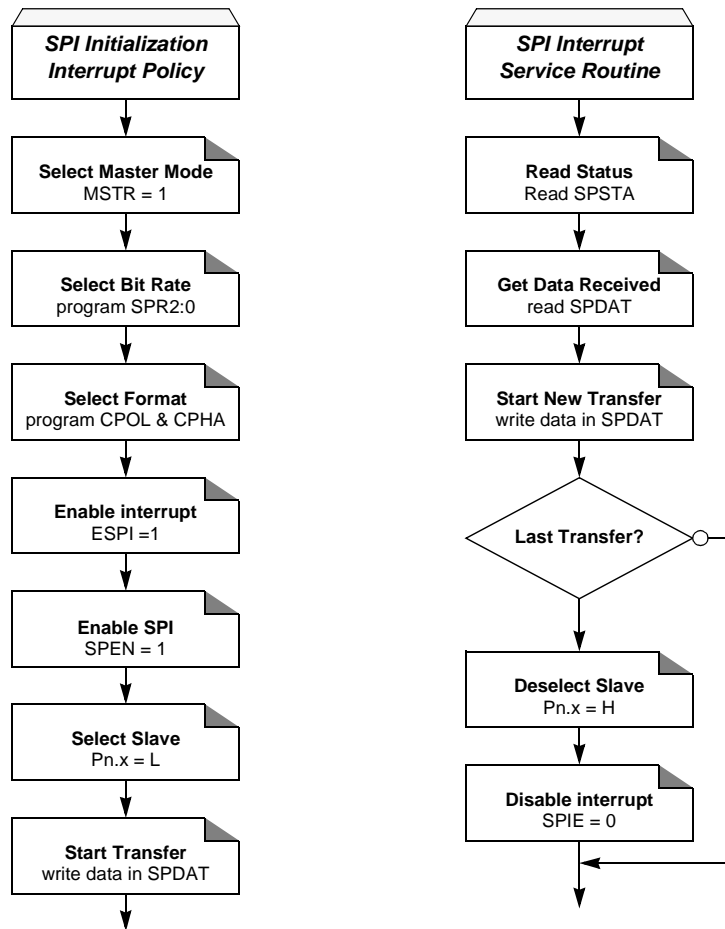 SPI Initialization
Interrupt Policy
Select Master Mode
MSTR = 1
Select Bit Rate
program SPR2:0
Select Format
program CPOL & CPHA
Enable interrupt
ESPI =1
Enable SPI
SPEN = 1
Select Slave
Pn.x = L
Start Transfer
write data in SPDAT
SPI Interrupt
Service Routine
Read Status
Read SPSTA
Get Data Received
read SPDAT
Start New Transfer
write data in SPDAT
Last Transfer?
Deselect Slave
Pn.x = H
Disable interrupt
SPIE = 0